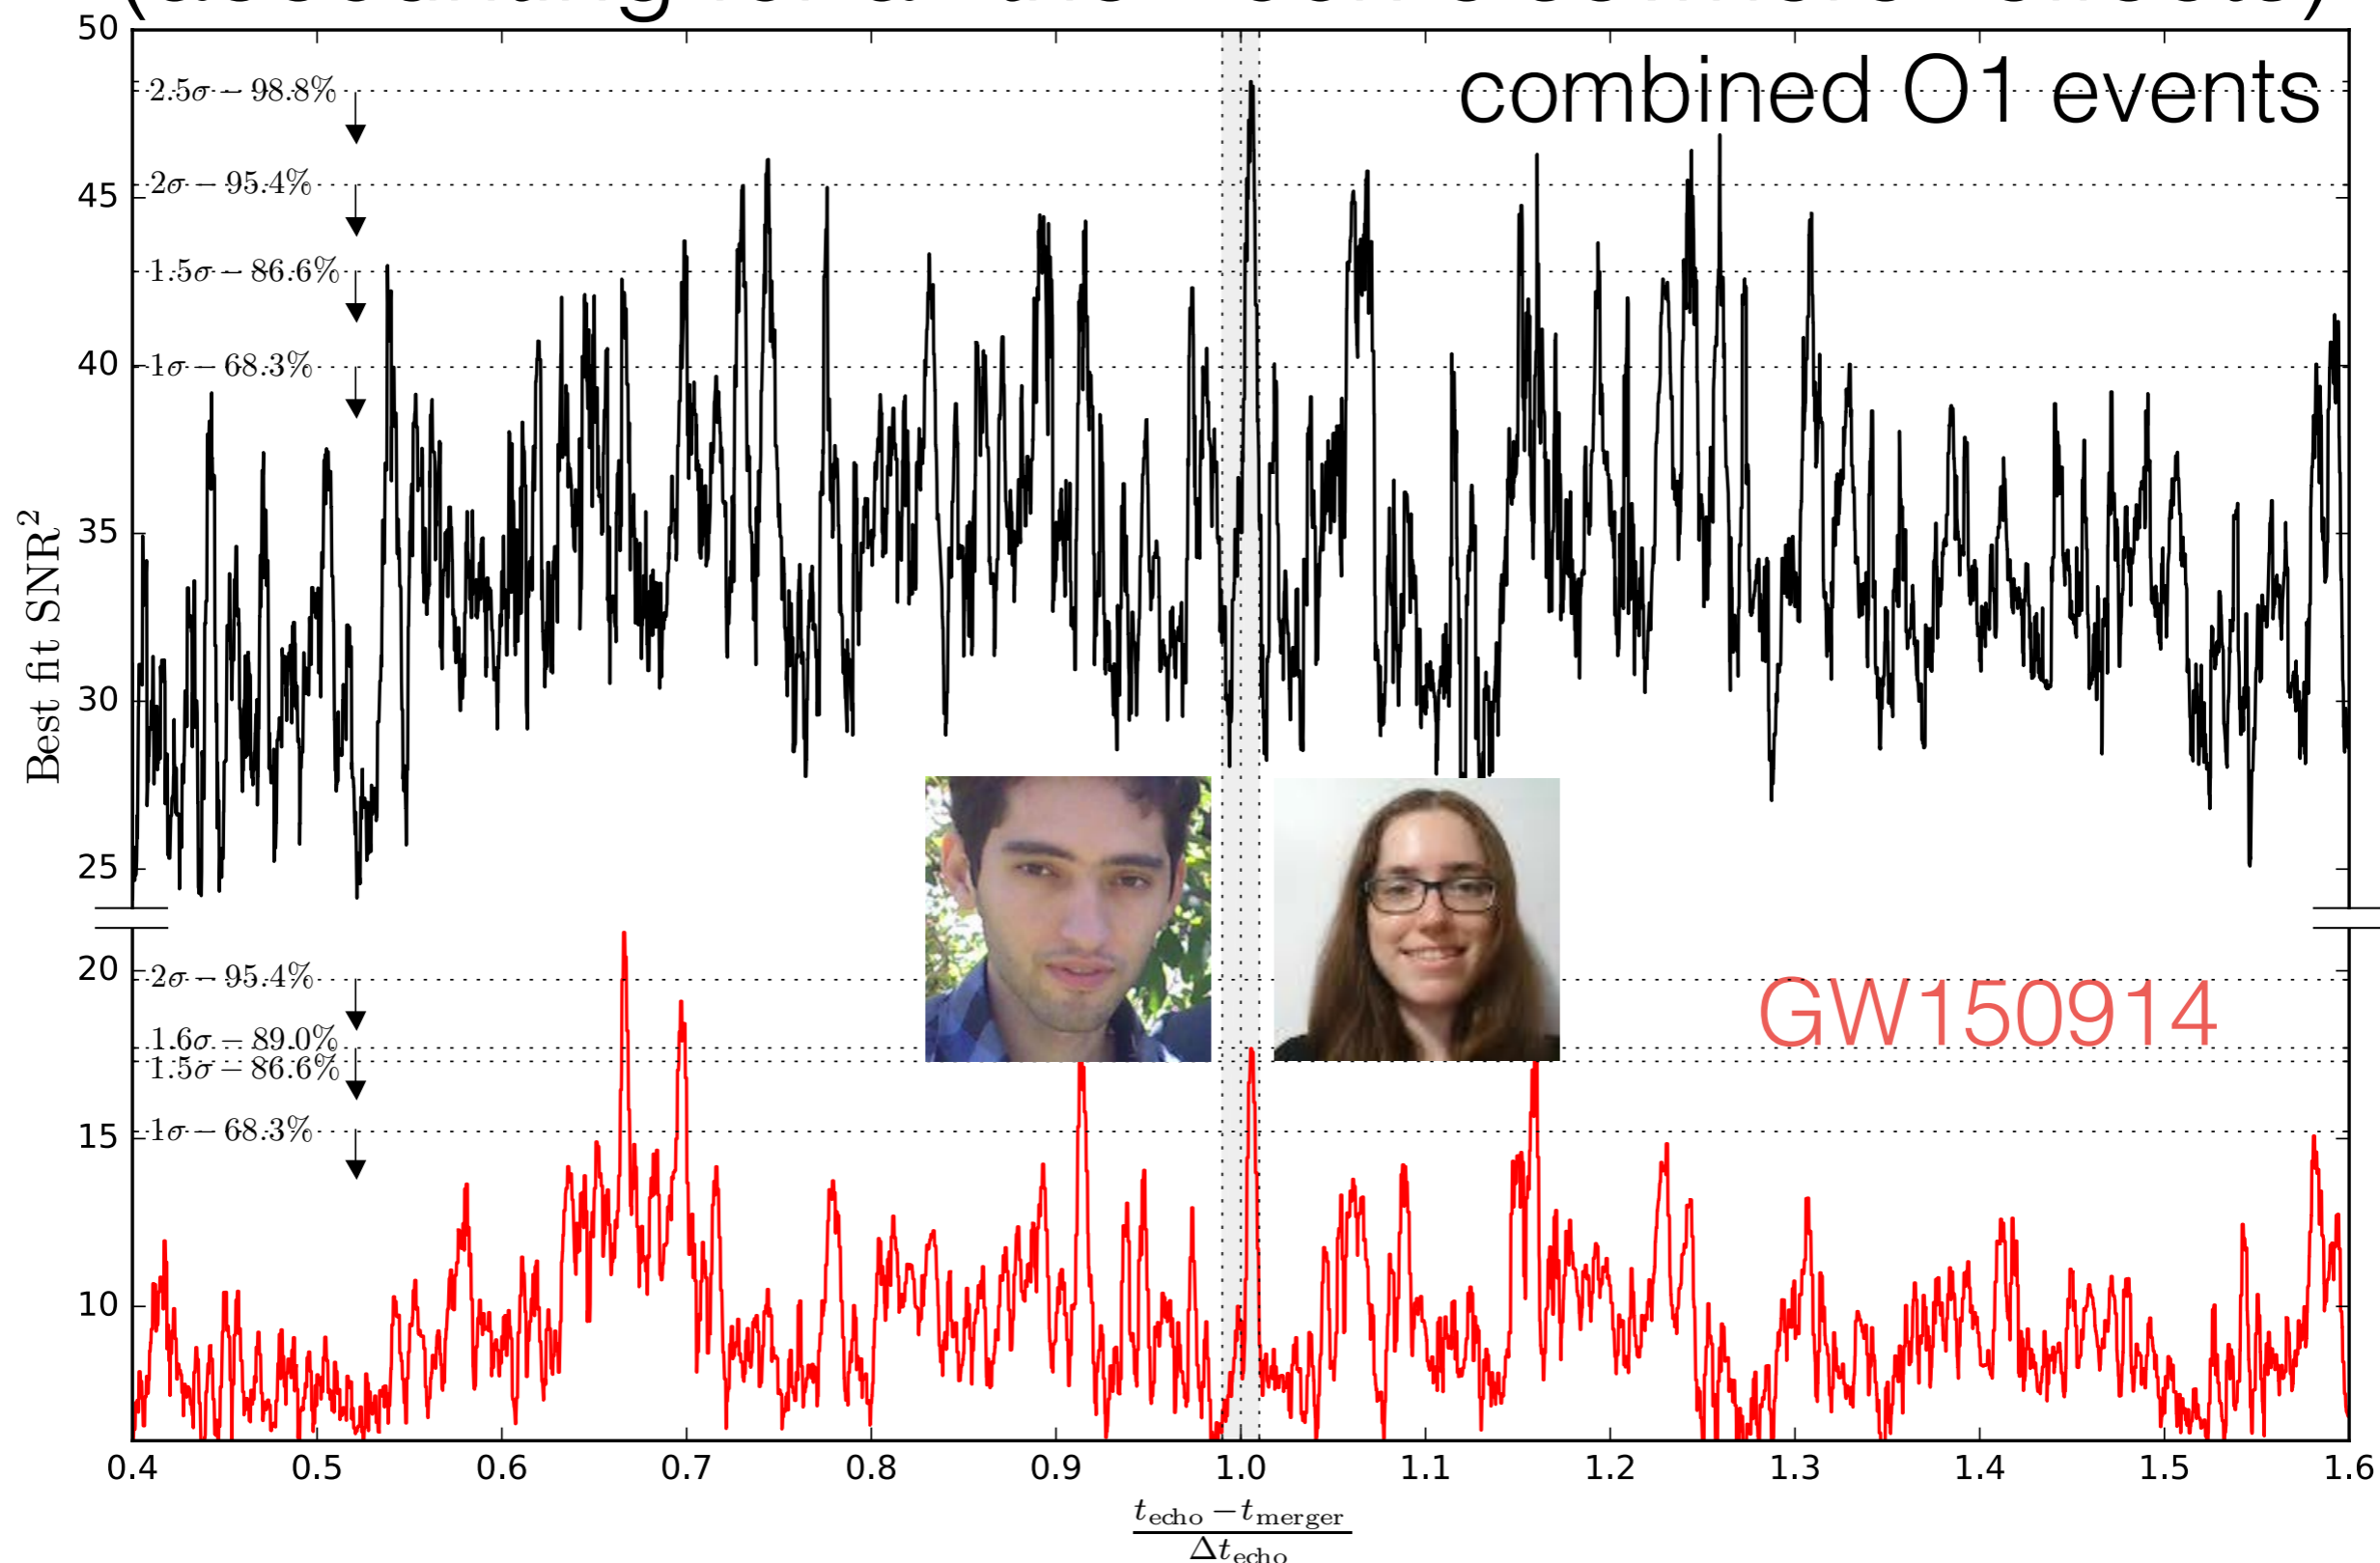 50
2.5σ – 98.8%
combined O1 events
2σ – 95.4%
45
1.5σ – 86.6%
40
1σ – 68.3%
35
Best fit SNR²
30
25
20
2σ – 95.4%
GW150914
1.6σ – 89.0%
1.5σ – 86.6%
15
1σ – 68.3%
10
0.4 0.5 0.6 0.7 0.8 0.9 1.0 1.1 1.2 1.3 1.4 1.5 1.6
t_echo − t_merger
Δt_echo